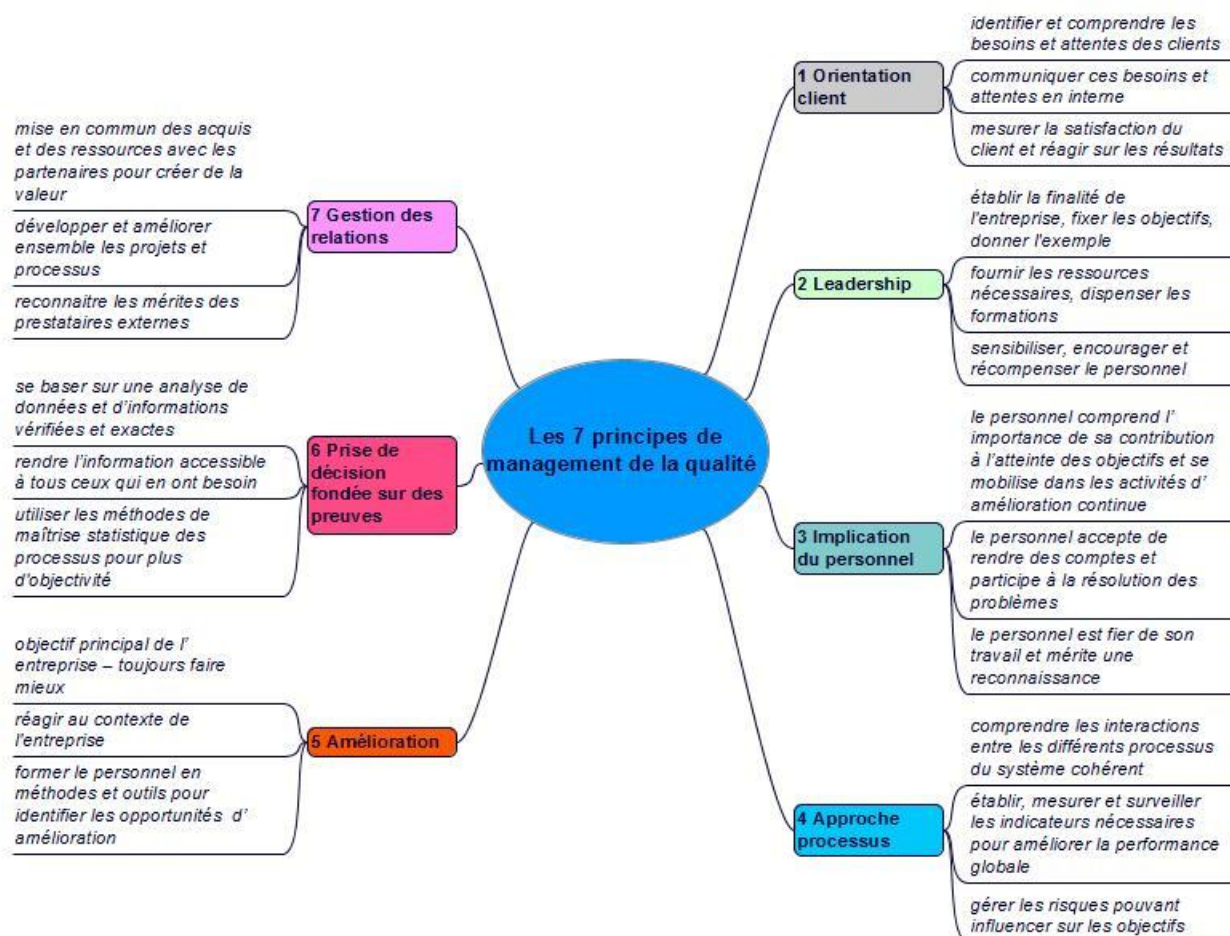 Les 7 principes de
management de la qualité
1 Orientation
client
identifier et comprendre les
besoins et attentes des clients
communiquer ces besoins et
attentes en interne
mesurer la satisfaction du
client et réagir sur les résultats
2 Leadership
établir la finalité de
l'entreprise, fixer les objectifs,
donner l'exemple
fournir les ressources
nécessaires, dispenser les
formations
sensibiliser, encourager et
récompenser le personnel
3 Implication
du personnel
le personnel comprend l'
importance de sa contribution
à l'atteinte des objectifs et se
mobilise dans les activités d'
amélioration continue
le personnel accepte de
rendre des comptes et
participe à la résolution des
problèmes
le personnel est fier de son
travail et mérite une
reconnaissance
4 Approche
processus
comprendre les interactions
entre les différents processus
du système cohérent
établir, mesurer et surveiller
les indicateurs nécessaires
pour améliorer la performance
globale
gérer les risques pouvant
influencer sur les objectifs
5 Amélioration
objectif principal de l'
entreprise – toujours faire
mieux
réagir au contexte de
l'entreprise
former le personnel en
méthodes et outils pour
identifier les opportunités d'
amélioration
6 Prise de
décision
fondée sur des
preuves
se baser sur une analyse de
données et d'informations
vérifiées et exactes
rendre l'information accessible
à tous ceux qui en ont besoin
utiliser les méthodes de
maîtrise statistique des
processus pour plus
d'objectivité
7 Gestion des
relations
mise en commun des acquis
et des ressources avec les
partenaires pour créer de la
valeur
développer et améliorer
ensemble les projets et
processus
reconnaitre les mérites des
prestataires externes